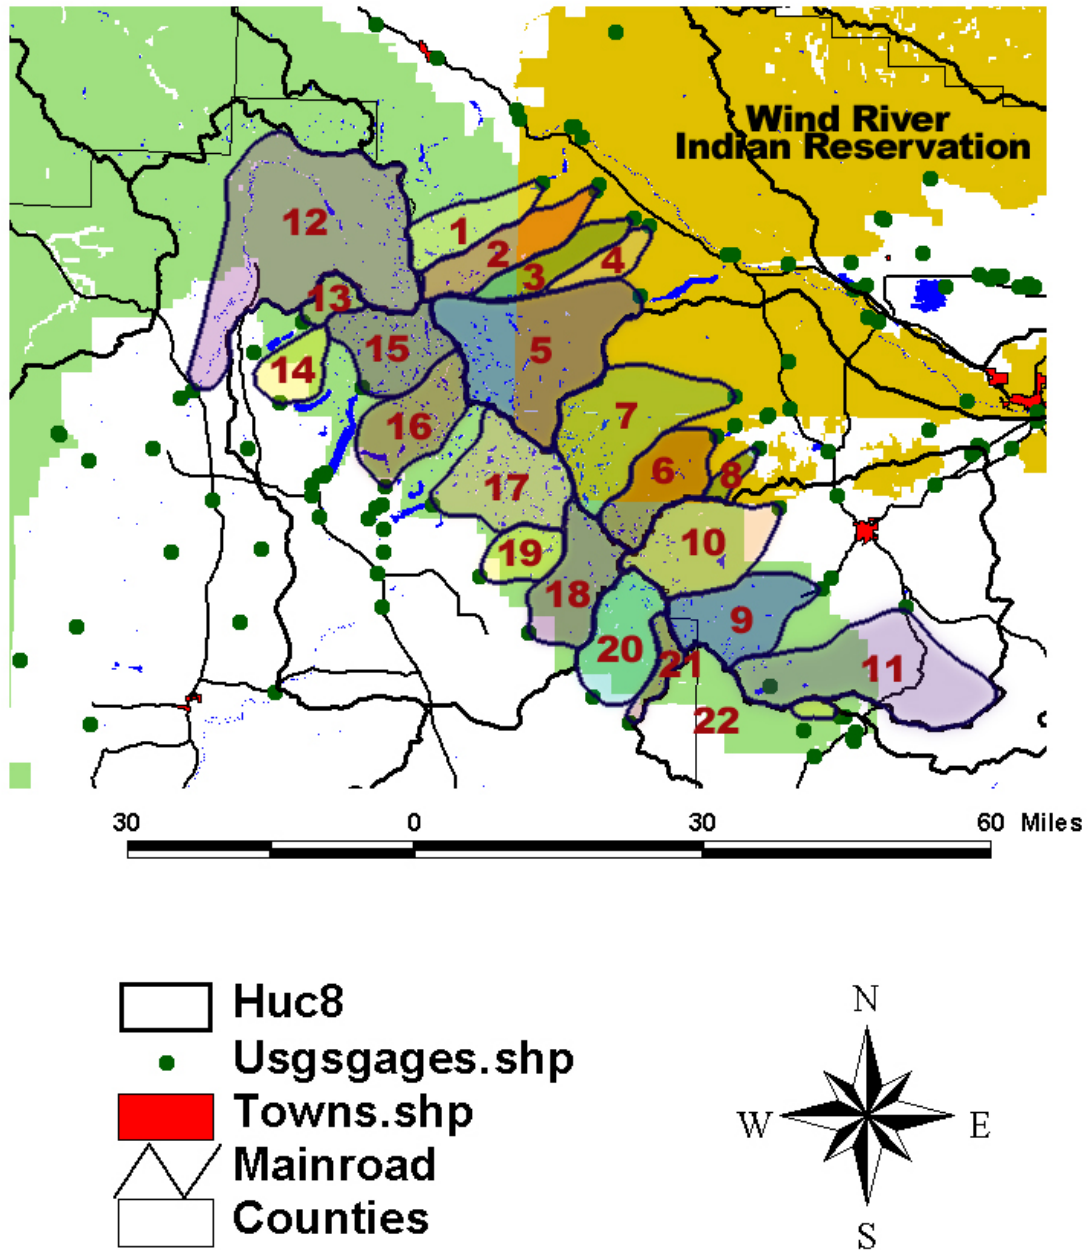 Wind River
Indian Reservation
12
1
2
3
4
13
5
15
14
7
16
6
8
17
10
19
18
9
20
21
11
22
30 0 30 60 Miles
Huc8
Usgsgages.shp
Towns.shp
Mainroad
Counties
N
W E
S